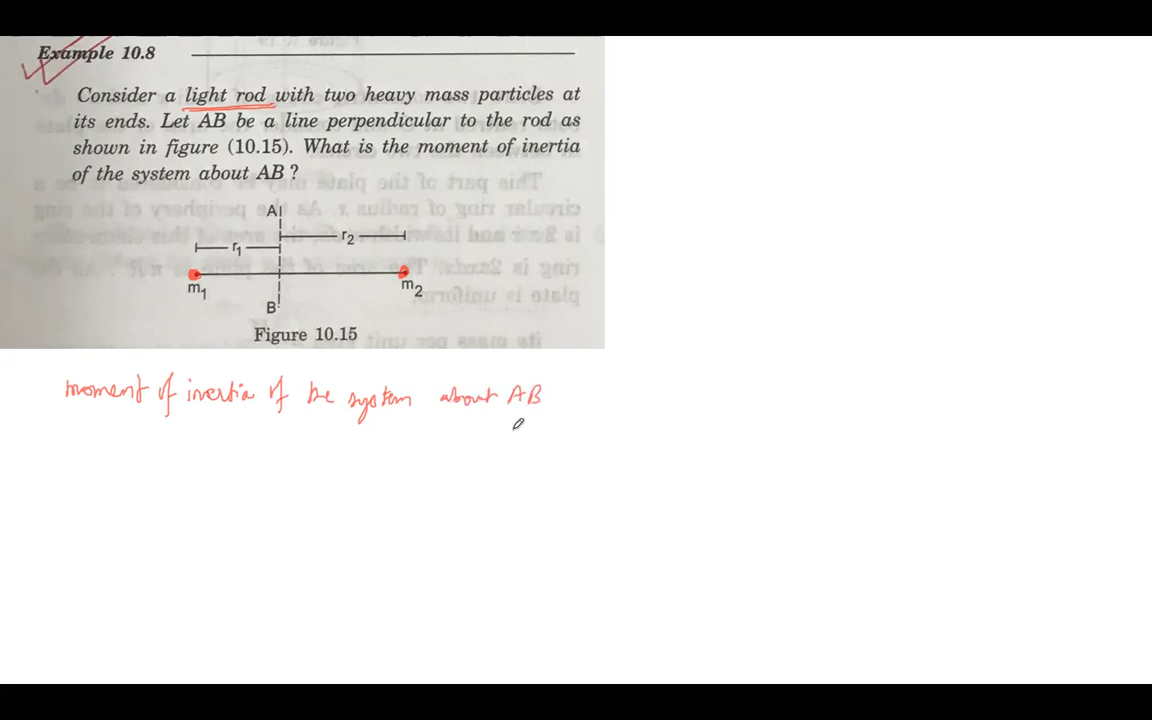 Example 10.8
Consider a light rod with two heavy mass particles at
its ends. Let AB be a line perpendicular to the rod as
shown in figure (10.15). What is the moment of inertia
of the system about AB ?
A
r2
r1
m1
m2
B
Figure 10.15
moment of inertia of the system about AB